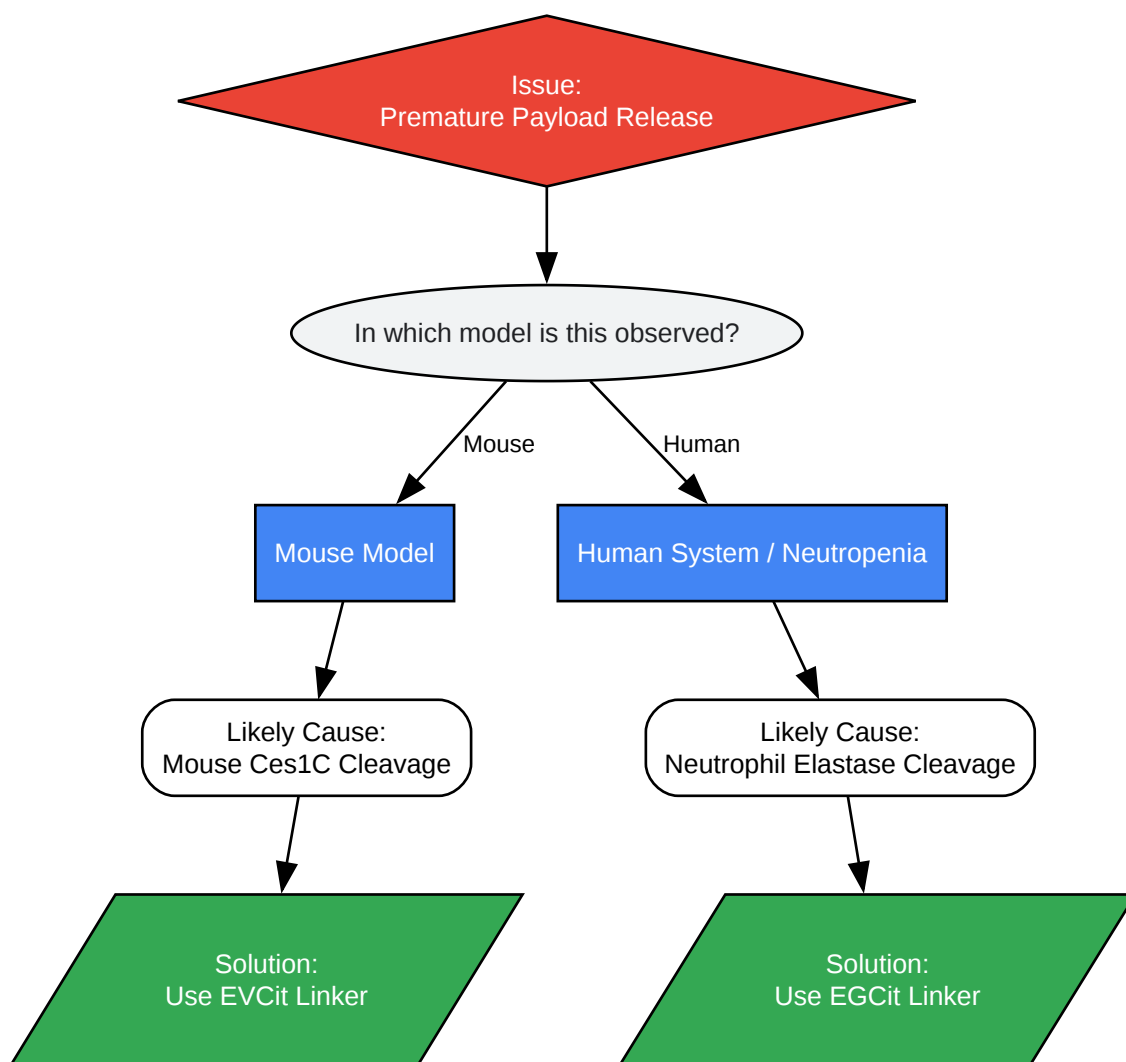 Issue:
Premature Payload Release
In which model is this observed?
Mouse
Human
Mouse Model
Human System / Neutropenia
Likely Cause:
Mouse Ces1C Cleavage
Likely Cause:
Neutrophil Elastase Cleavage
Solution:
Use EVCit Linker
Solution:
Use EGCit Linker